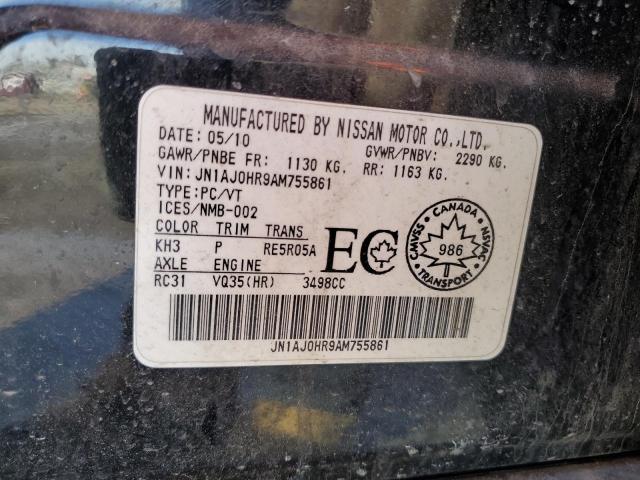 MANUFACTURED BY NISSAN MOTOR CO.,LTD.
DATE: 05/10 GVWR/PNBV: 2290 KG.
GAWR/PNBE FR: 1130 KG. RR: 1163 KG.
VIN: JN1AJ0HR9AM755861
TYPE:PC/VT
ICES/NMB-002
COLOR TRIM TRANS
KH3 P RE5R05A
AXLE ENGINE
RC31 VQ35(HR) 3498CC
EC
CANADA
CMVSS NSVAC
986
TRANSPORT
JN1AJ0HR9AM755861